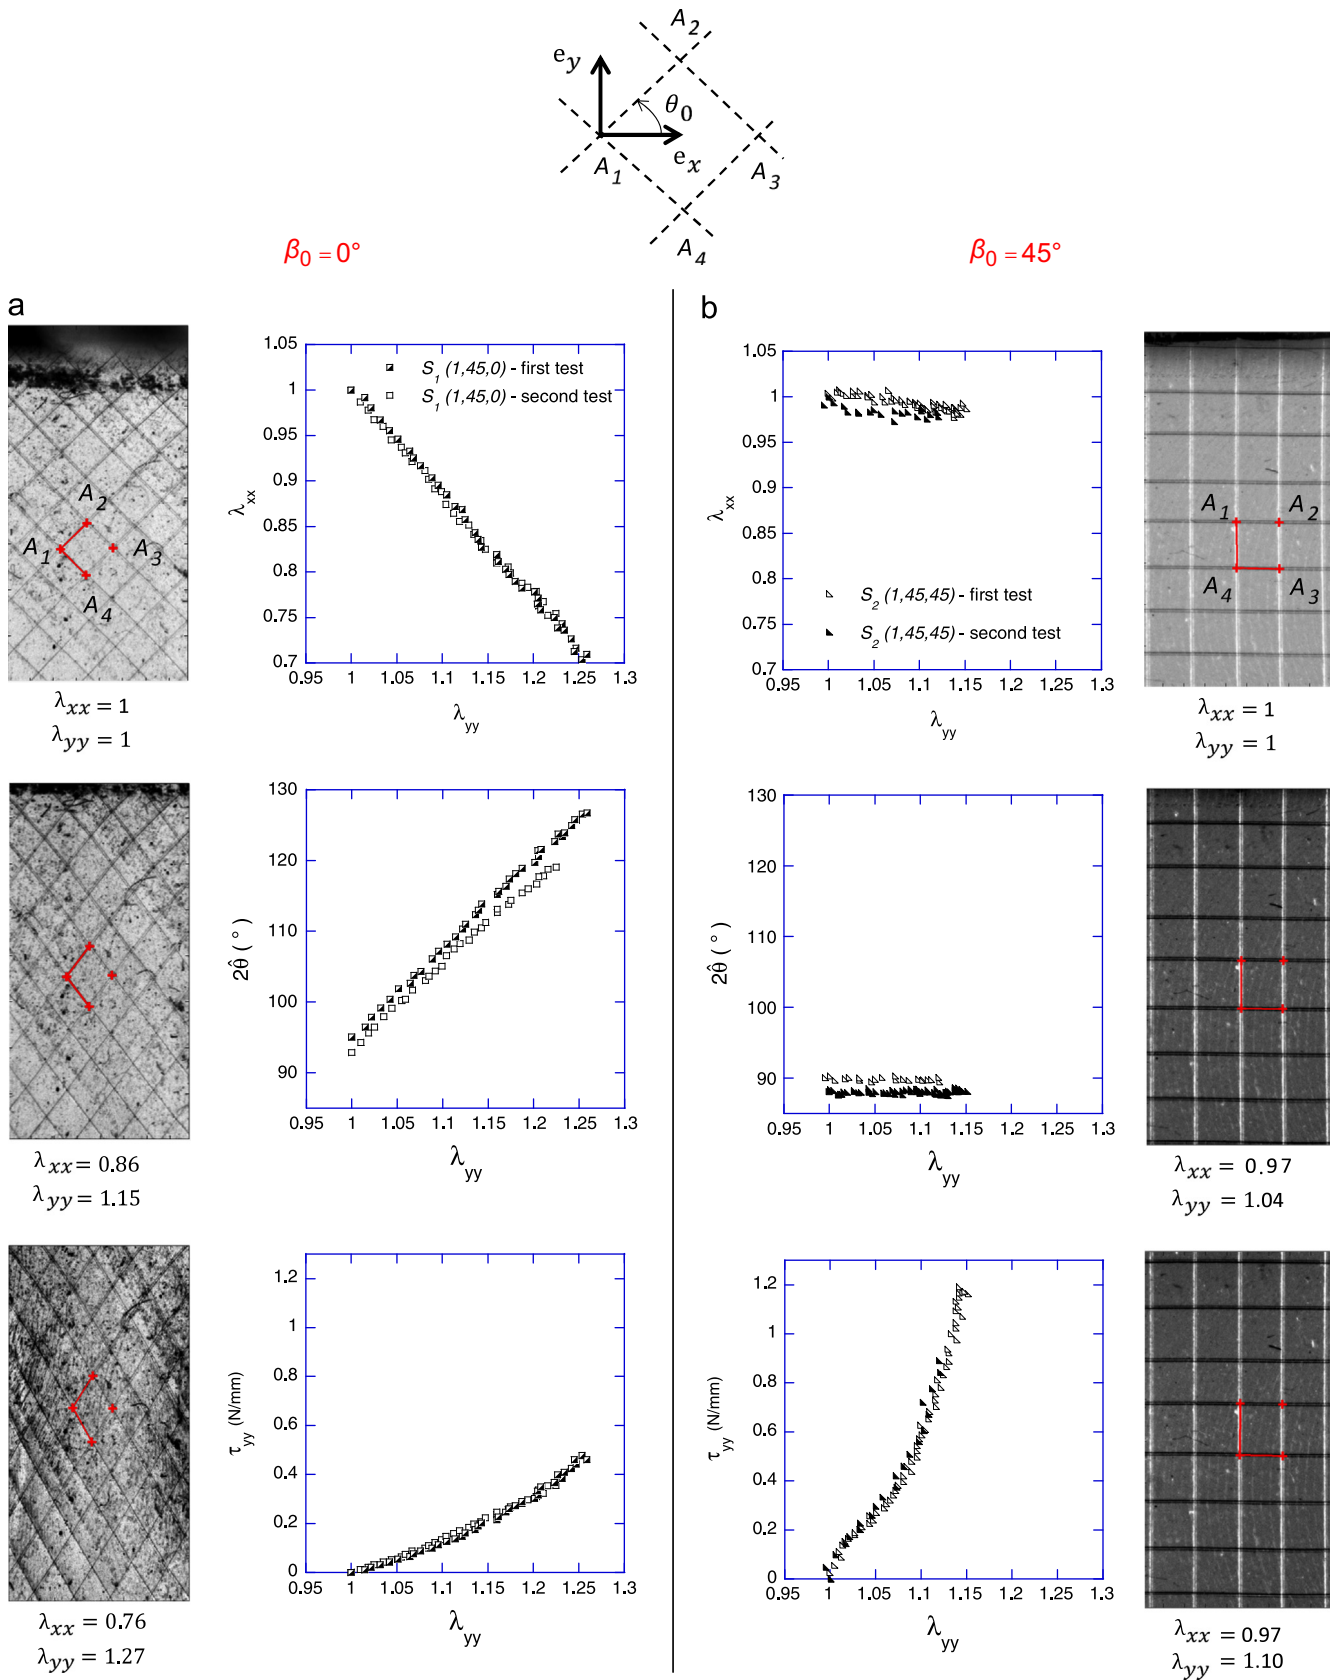 A2
ey
θ0
ex
A1
A3
A4
β0 = 0°
β0 = 45°
a
b
1.05
1
0.95
0.9
0.85
0.8
0.75
0.7
λxx
S1 (1,45,0) - first test
S1 (1,45,0) - second test
0.95 1 1.05 1.1 1.15 1.2 1.25 1.3
λyy
A2
A1
A3
A4
λxx = 1
λyy = 1
1.05
1
0.95
0.9
0.85
0.8
0.75
0.7
λxx
S2 (1,45,45) - first test
S2 (1,45,45) - second test
0.95 1 1.05 1.1 1.15 1.2 1.25 1.3
λyy
A1 A2
A4 A3
λxx = 1
λyy = 1
130
120
110
100
90
2θ̂ ( ° )
0.95 1 1.05 1.1 1.15 1.2 1.25 1.3
λyy
λxx = 0.86
λyy = 1.15
130
120
110
100
90
2θ̂ ( ° )
0.95 1 1.05 1.1 1.15 1.2 1.25 1.3
λyy
λxx = 0.97
λyy = 1.04
1.2
1
0.8
0.6
0.4
0.2
0
τyy (N/mm)
0.95 1 1.05 1.1 1.15 1.2 1.25 1.3
λyy
λxx = 0.76
λyy = 1.27
1.2
1
0.8
0.6
0.4
0.2
0
τyy (N/mm)
0.95 1 1.05 1.1 1.15 1.2 1.25 1.3
λyy
λxx = 0.97
λyy = 1.10